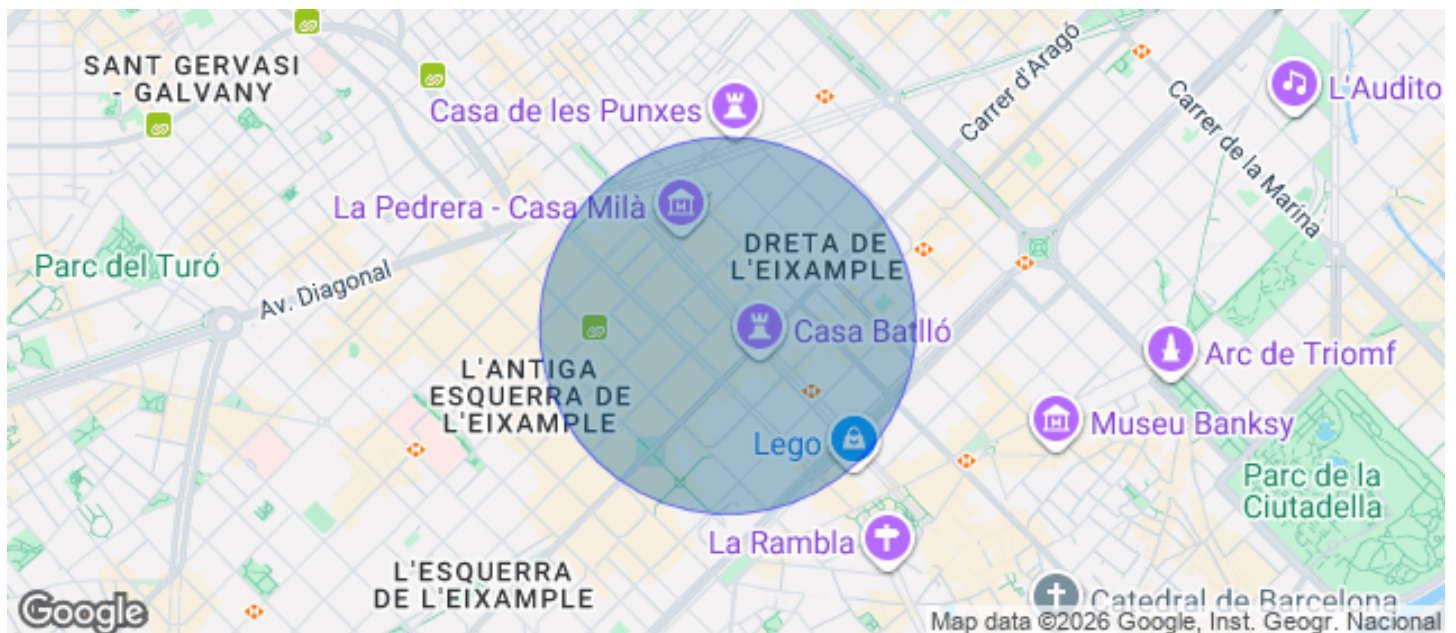 SANT GERVASI
- GALVANY
Casa de les Punxes
Carrer d'Aragó
L'Audito
Carrer de la Marina
La Pedrera - Casa Milà
DRETA DE
L'EIXAMPLE
Parc del Turó
Av. Diagonal
Casa Batlló
Arc de Triomf
L'ANTIGA
ESQUERRA DE
L'EIXAMPLE
Museu Banksy
Lego
Parc de la
Ciutadella
La Rambla
L'ESQUERRA
DE L'EIXAMPLE
Catedral de Barcelona
Google
Map data ©2026 Google, Inst. Geogr. Nacional